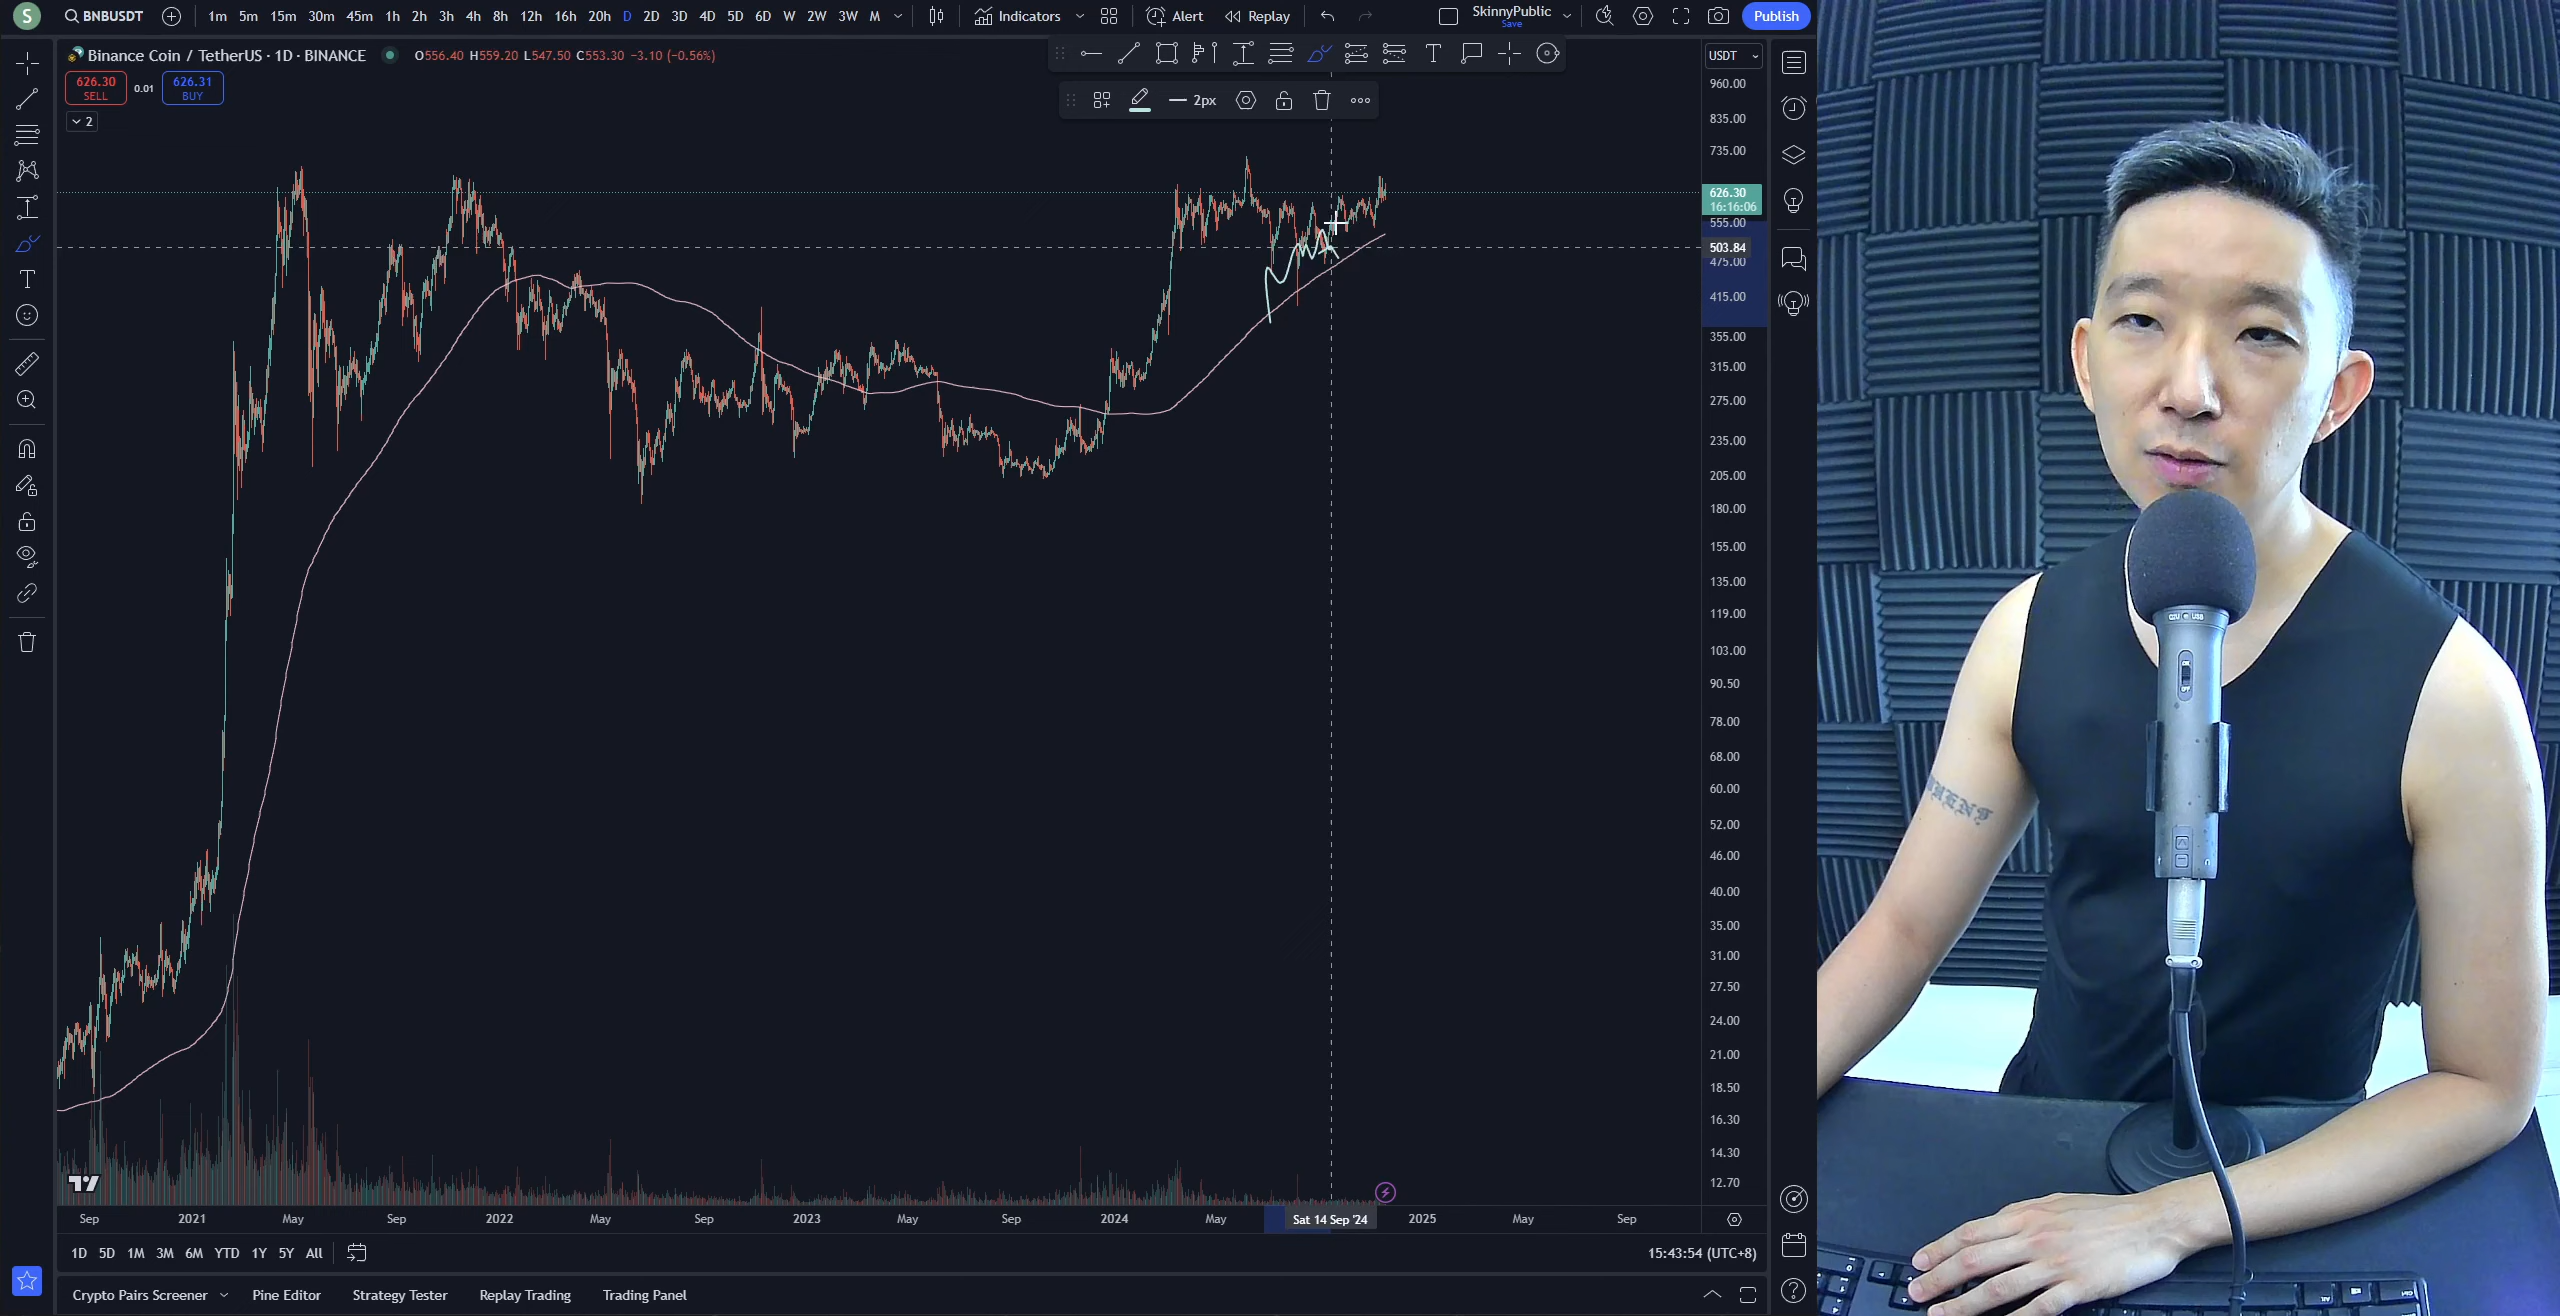 S
BNBUSDT
1m 5m 15m 30m 45m 1h 2h 3h 4h 8h 12h 16h 20h D 2D 3D 4D 5D 6D W 2W 3W M
Indicators
Alert
Replay
SkinnyPublic
Save
Publish
Binance Coin / TetherUS · 1D · BINANCE
O556.40 H559.20 L547.50 C553.30 −3.10 (−0.56%)
626.30
SELL
0.01
626.31
BUY
2
2px
T
USDT
960.00
835.00
735.00
626.30
16:16:06
555.00
503.84
475.00
415.00
355.00
315.00
275.00
235.00
205.00
180.00
155.00
135.00
119.00
103.00
90.50
78.00
68.00
60.00
52.00
46.00
40.00
35.00
31.00
27.50
24.00
21.00
18.50
16.30
14.30
12.70
Sep 2021 May Sep 2022 May Sep 2023 May Sep 2024 May Sat 14 Sep '24 2025 May Sep
1D 5D 1M 3M 6M YTD 1Y 5Y All
15:43:54 (UTC+8)
Crypto Pairs Screener
Pine Editor
Strategy Tester
Replay Trading
Trading Panel